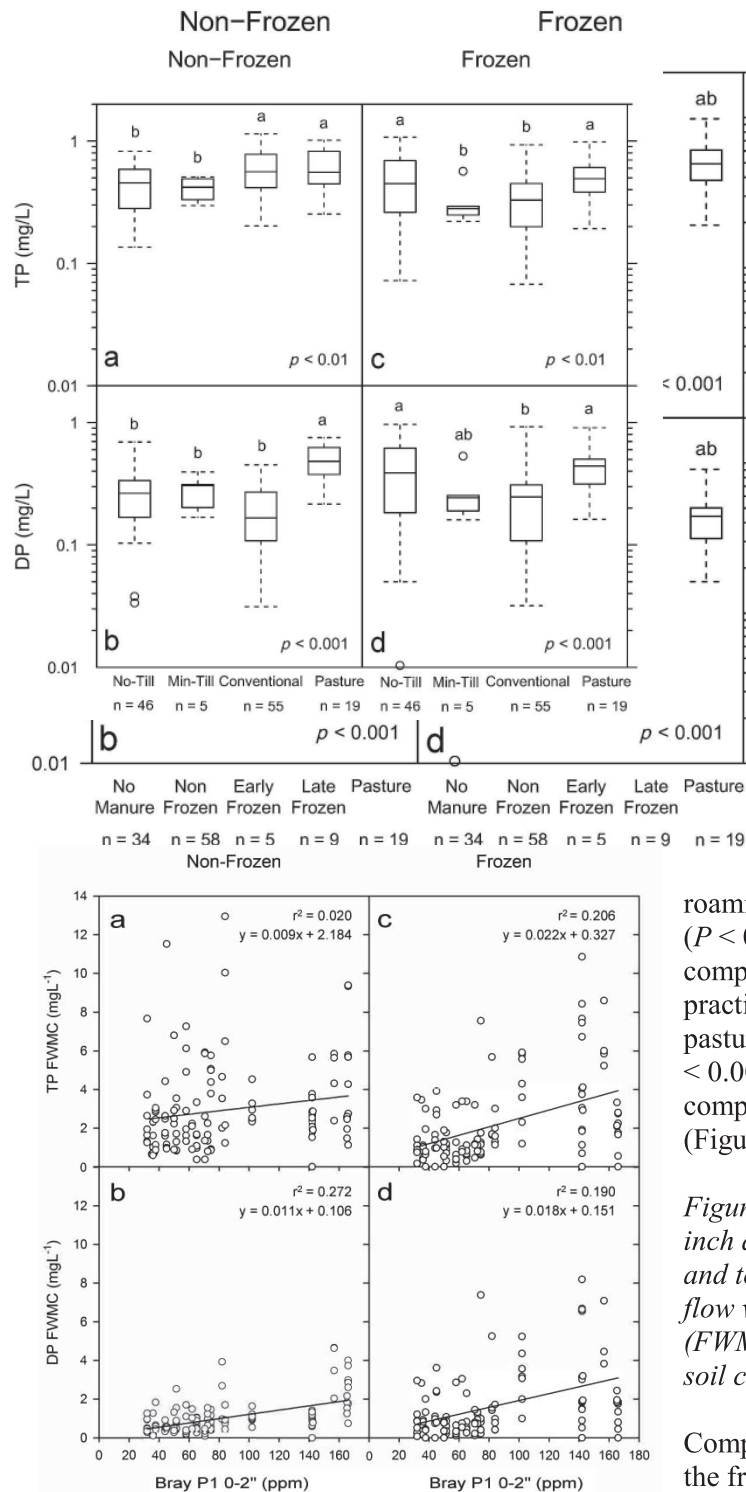 Non-Frozen Frozen
Non-Frozen Frozen
b b a a a b b a ab
1 TP (mg/L) 0.1
a p < 0.01 c p < 0.01 < 0.001
0.01
b b b a a ab b a ab
1 DP (mg/L) 0.1
b p < 0.001 d p < 0.001
0.01
No-Till Min-Till Conventional Pasture No-Till Min-Till Conventional Pasture
n = 46 n = 5 n = 55 n = 19 n = 46 n = 5 n = 55 n = 19
b p < 0.001 d p < 0.001
0.01
No Non Early Late Pasture No Non Early Late Pasture
Manure Frozen Frozen Frozen Manure Frozen Frozen Frozen
n = 34 n = 58 n = 5 n = 9 n = 19 n = 34 n = 58 n = 5 n = 9 n = 19
Non-Frozen Frozen
14 12 10 8 6 4 2 0
TP FWMC (mgL-1)
a r2 = 0.020 c r2 = 0.206
y = 0.009x + 2.184 y = 0.022x + 0.327
12 10 8 6 4 2 0
DP FWMC (mgL-1)
b r2 = 0.272 d r2 = 0.190
y = 0.011x + 0.106 y = 0.018x + 0.151
0 20 40 60 80 100 120 140 160 20 40 60 80 100 120 140 160
Bray P1 0-2" (ppm) Bray P1 0-2" (ppm)
(P < 
comp
practi
pastu
comp
(Figu
Figur
inch
and
flow
(FWM
soil
Comp
the